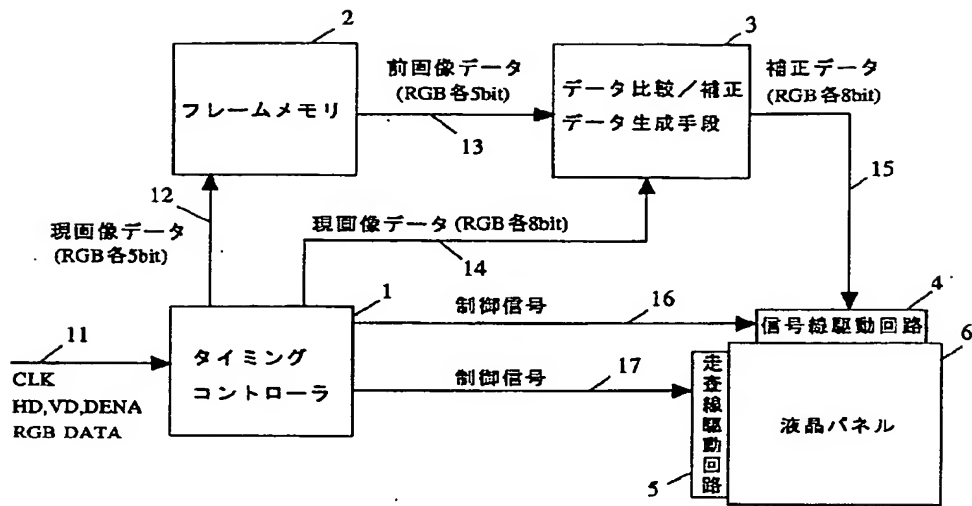 2
フレームメモリ
前画像データ
(RGB各5bit)
13
3
データ比較／補正
データ生成手段
補正データ
(RGB各8bit)
15
12
現画像データ
(RGB各5bit)
現画像データ(RGB各8bit)
14
11
CLK
HD,VD,DENA
RGB DATA
1
タイミング
コントローラ
制御信号
16
制御信号
17
4
信号線駆動回路
5
走査線駆動回路
6
液晶パネル